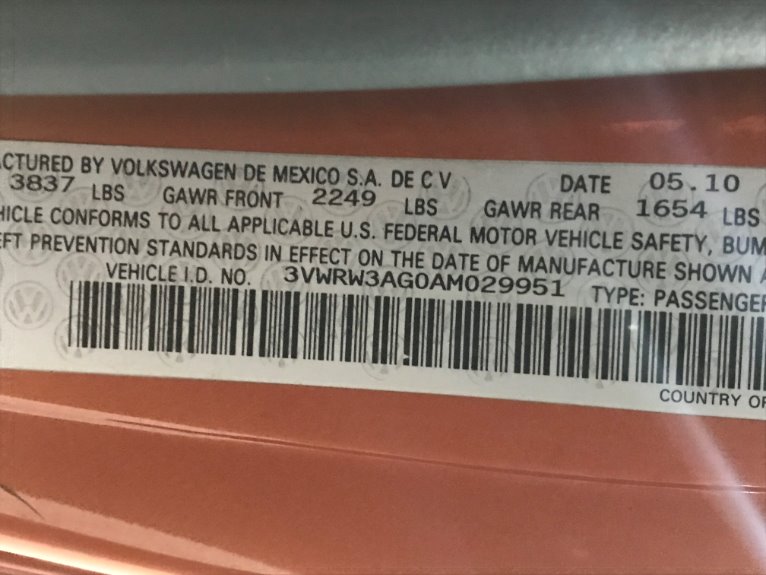 ACTURED BY VOLKSWAGEN DE MEXICO S.A. DE C V DATE 05.10
3837 LBS GAWR FRONT 2249 LBS GAWR REAR 1654 LBS
HICLE CONFORMS TO ALL APPLICABLE U.S. FEDERAL MOTOR VEHICLE SAFETY, BUM
EFT PREVENTION STANDARDS IN EFFECT ON THE DATE OF MANUFACTURE SHOWN A
VEHICLE I.D. NO. 3VWRW3AG0AM029951 TYPE: PASSENGER
COUNTRY OF